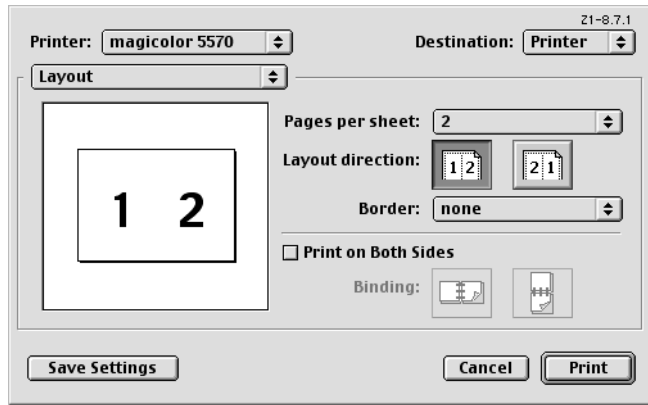 Z1-8.7.1
Printer: magicolor 5570 Destination: Printer
Layout
Pages per sheet: 2
Layout direction: 1 2 2 1
1 2
Border: none
Print on Both Sides
Binding:
Save Settings Cancel Print